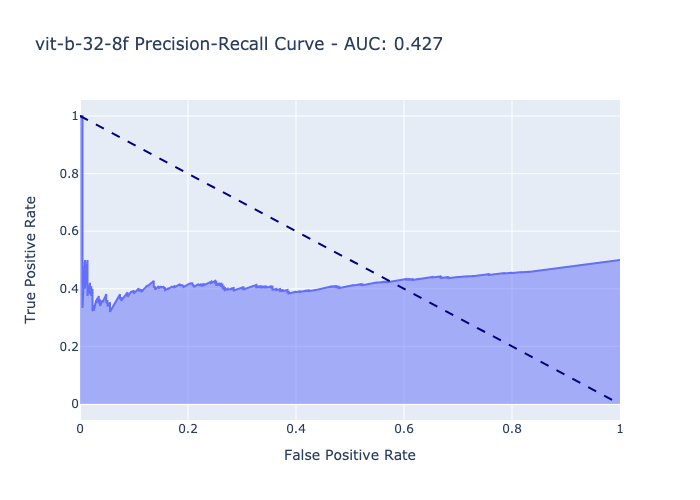 vit-b-32-8f Precision-Recall Curve - AUC: 0.427
1
0.8
0.6
0.4
0.2
0
0 0.2 0.4 0.6 0.8 1
True Positive Rate
False Positive Rate